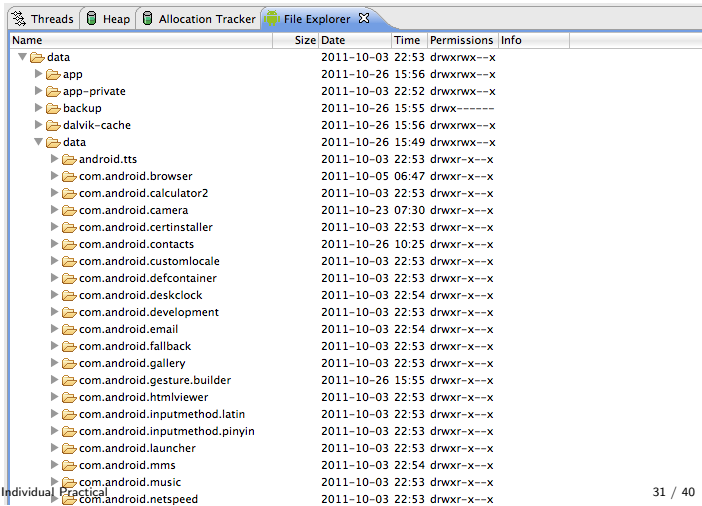 Threads Heap Allocation Tracker File Explorer
Name Size Date Time Permissions Info
data 2011-10-03 22:53 drwxrwx--x
app 2011-10-26 15:56 drwxrwx--x
app-private 2011-10-03 22:52 drwxrwx--x
backup 2011-10-26 15:55 drwx------
dalvik-cache 2011-10-26 15:56 drwxrwx--x
data 2011-10-26 15:49 drwxrwx--x
android.tts 2011-10-03 22:53 drwxr-x--x
com.android.browser 2011-10-05 06:47 drwxr-x--x
com.android.calculator2 2011-10-03 22:53 drwxr-x--x
com.android.camera 2011-10-23 07:30 drwxr-x--x
com.android.certinstaller 2011-10-03 22:53 drwxr-x--x
com.android.contacts 2011-10-26 10:25 drwxr-x--x
com.android.customlocale 2011-10-03 22:53 drwxr-x--x
com.android.defcontainer 2011-10-03 22:53 drwxr-x--x
com.android.deskclock 2011-10-03 22:54 drwxr-x--x
com.android.development 2011-10-03 22:53 drwxr-x--x
com.android.email 2011-10-03 22:54 drwxr-x--x
com.android.fallback 2011-10-03 22:53 drwxr-x--x
com.android.gallery 2011-10-03 22:53 drwxr-x--x
com.android.gesture.builder 2011-10-26 15:55 drwxr-x--x
com.android.htmlviewer 2011-10-03 22:53 drwxr-x--x
com.android.inputmethod.latin 2011-10-03 22:53 drwxr-x--x
com.android.inputmethod.pinyin 2011-10-03 22:53 drwxr-x--x
com.android.launcher 2011-10-03 22:53 drwxr-x--x
com.android.mms 2011-10-03 22:54 drwxr-x--x
com.android.music 2011-10-03 22:53 drwxr-x--x
Individual Practical 31 / 40
com.android.netspeed 2011-10-03 22:53 drwxr-x--x